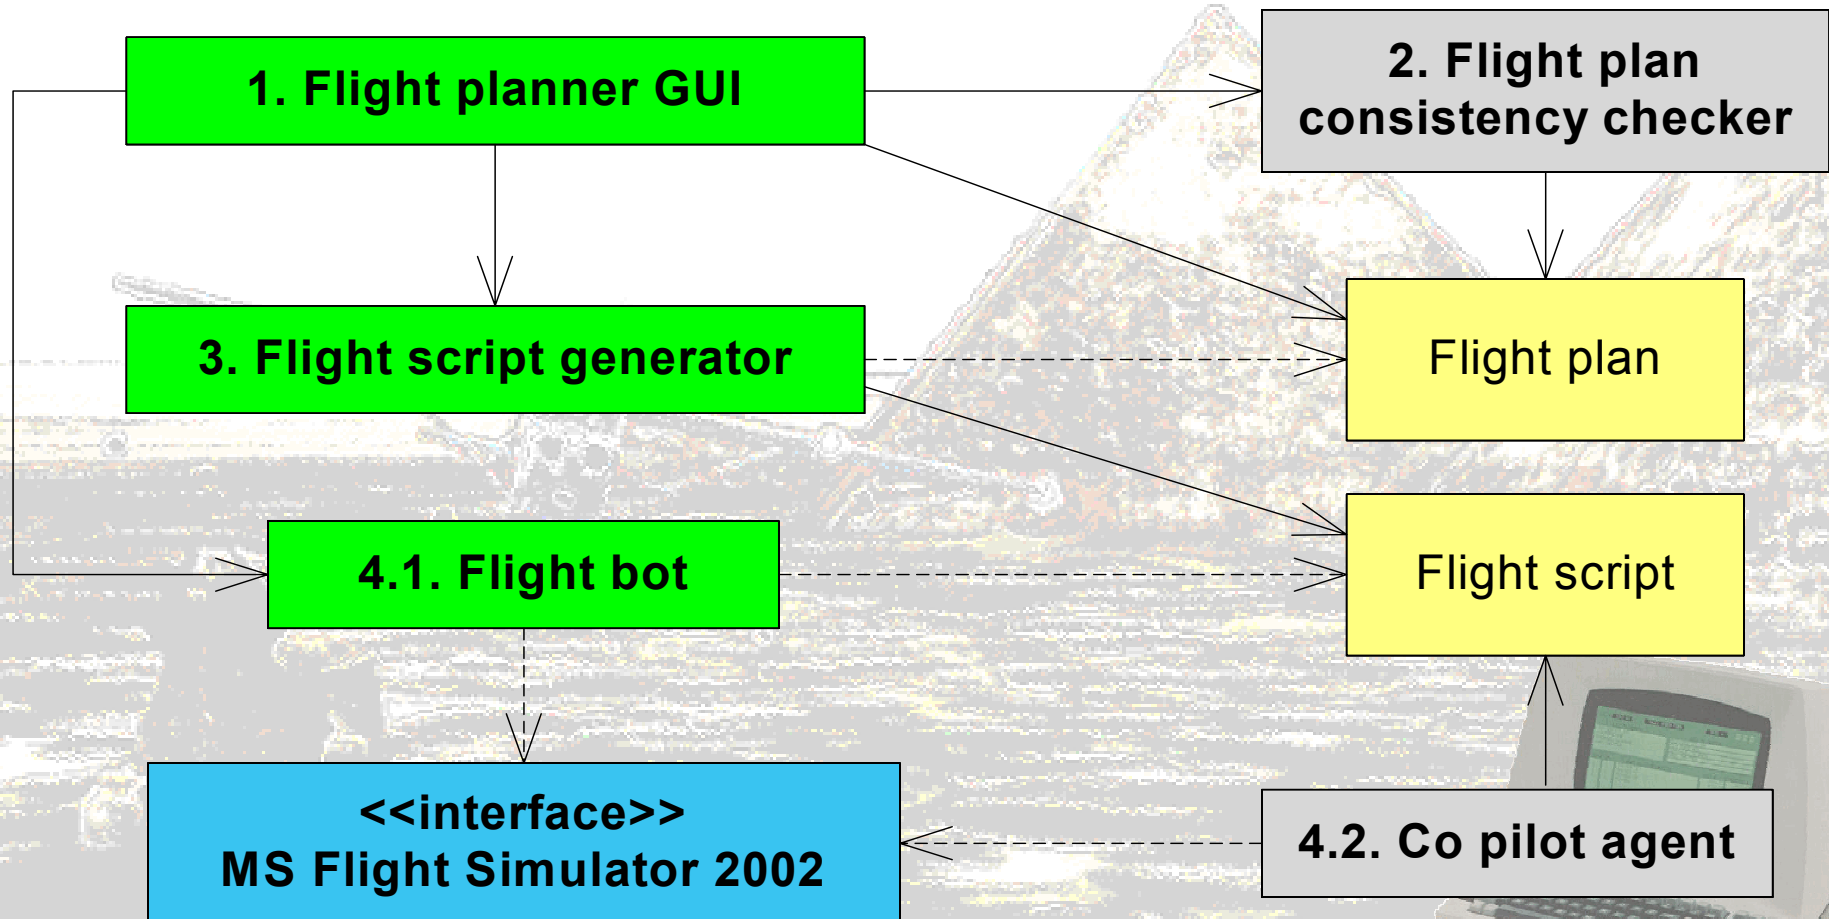 1. Flight planner GUI
2. Flight plan
consistency checker
3. Flight script generator
Flight plan
4.1. Flight bot
Flight script
<<interface>>
MS Flight Simulator 2002
4.2. Co pilot agent